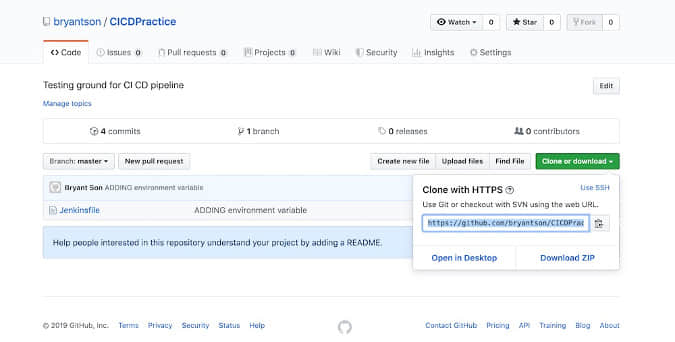 bryantson / CICDPractice
Watch 0 Star 0 Fork 0
Code Issues 0 Pull requests 0 Projects 0 Wiki Security Insights Settings
Testing ground for CI CD pipeline Edit
Manage topics
4 commits 1 branch 0 releases 0 contributors
Branch: master New pull request Create new file Upload files Find File Clone or download
Bryant Son ADDING environment variable
Jenkinsfile ADDING environment variable
Help people interested in this repository understand your project by adding a README.
Clone with HTTPS ? Use SSH
Use Git or checkout with SVN using the web URL.
https://github.com/bryantson/CICDPrac
Open in Desktop Download ZIP
© 2019 GitHub, Inc. Terms Privacy Security Status Help Contact GitHub Pricing API Training Blog About